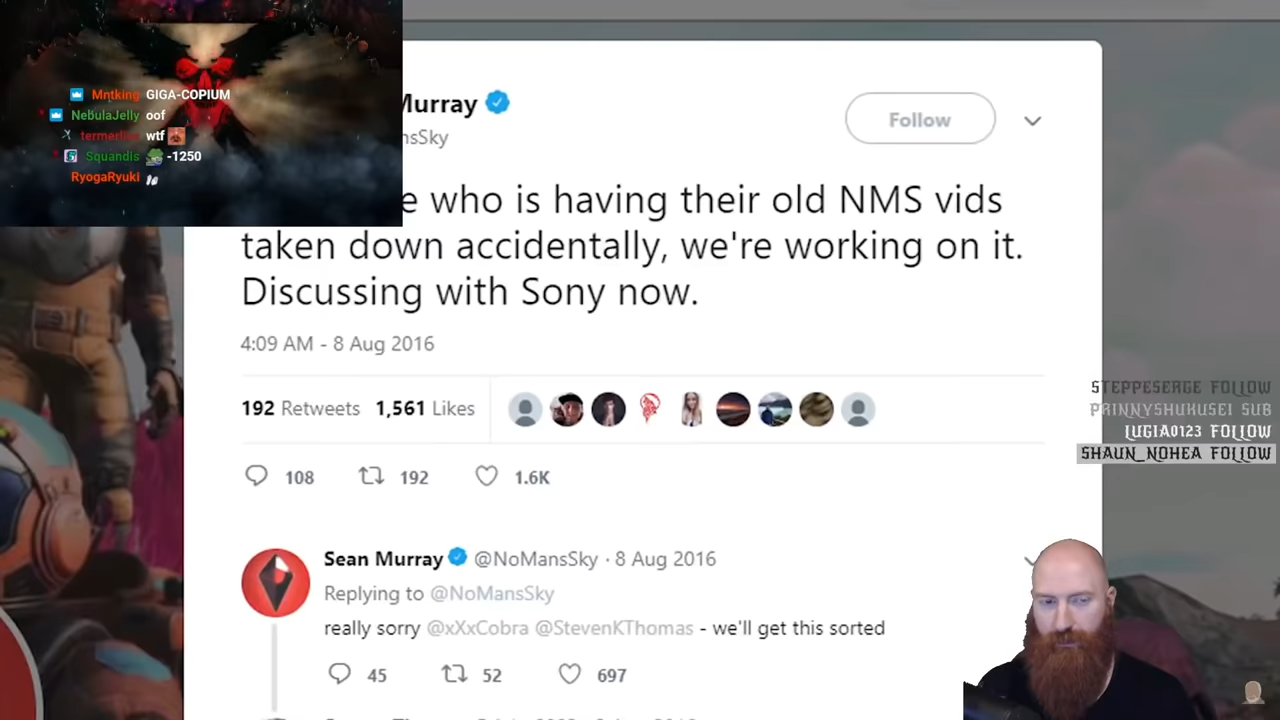 Mntking GIGA-COPIUM
NebulaJelly oof
wtf
Squandis -1250
RyogaRyuki
Murray
nsSky
Follow
e who is having their old NMS vids
taken down accidentally, we're working on it.
Discussing with Sony now.
4:09 AM - 8 Aug 2016
192 Retweets 1,561 Likes
108 192 1.6K
STEPPESERGE FOLLOW
PRINNYSHUKUSEI SUB
LUGIA0123 FOLLOW
SHAUN_NOHEA FOLLOW
Sean Murray @NoMansSky · 8 Aug 2016
Replying to @NoMansSky
really sorry @xXxCobra @StevenKThomas - we'll get this sorted
45 52 697